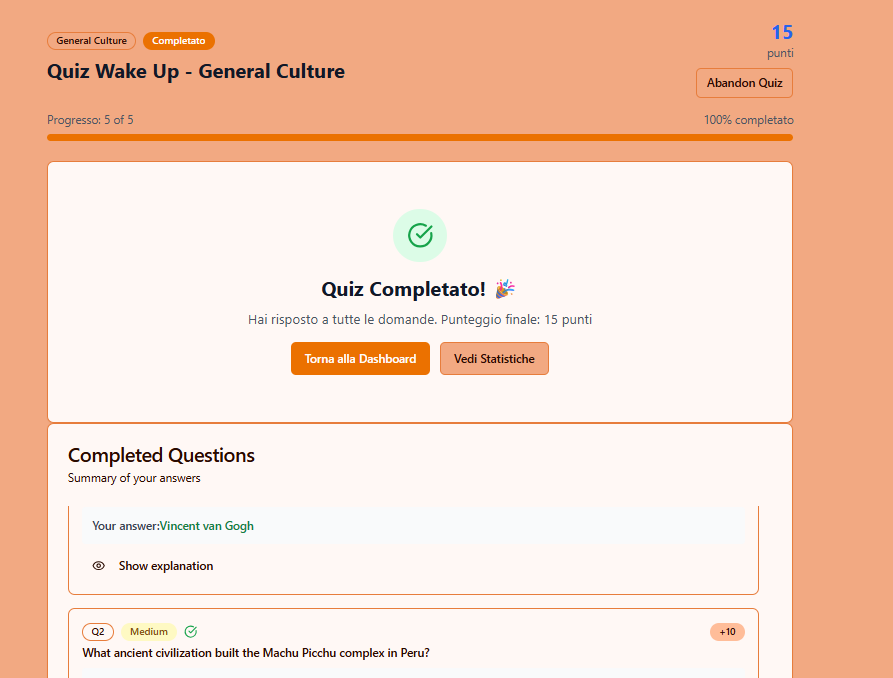 General Culture
Completato
15
punti
Quiz Wake Up - General Culture
Abandon Quiz
Progresso: 5 of 5
100% completato
Quiz Completato! 🎉
Hai risposto a tutte le domande. Punteggio finale: 15 punti
Torna alla Dashboard
Vedi Statistiche
Completed Questions
Summary of your answers
Your answer:Vincent van Gogh
Show explanation
Q2
Medium
+10
What ancient civilization built the Machu Picchu complex in Peru?